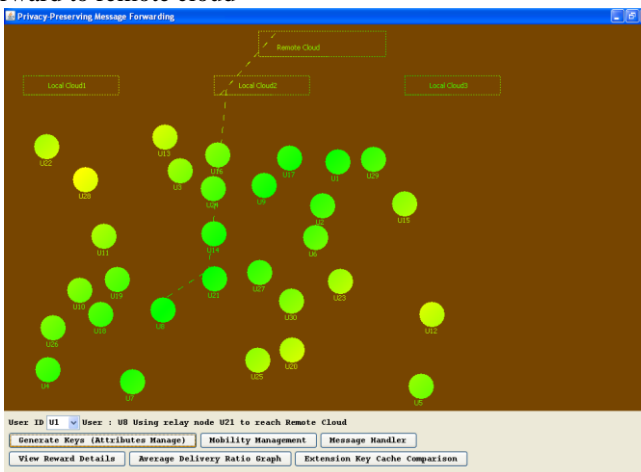 rward to remote cloud
Privacy-Preserving Message Forwarding
Remote Cloud
Local Cloud1 Local Cloud2 Local Cloud3
U13
U22 U3 U16 U17 U1 U29
U28 U24 U9
U2 U15
U11 U14 U6
U10 U19 U21 U27 U23
U26 U18 U8 U30 U12
U4 U7 U25 U20 U5
User ID U1 User : U8 Using relay node U21 to reach Remote Cloud
Generate Keys (Attributes Manage) Mobility Management Message Handler
View Reward Details Average Delivery Ratio Graph Extension Key Cache Comparison